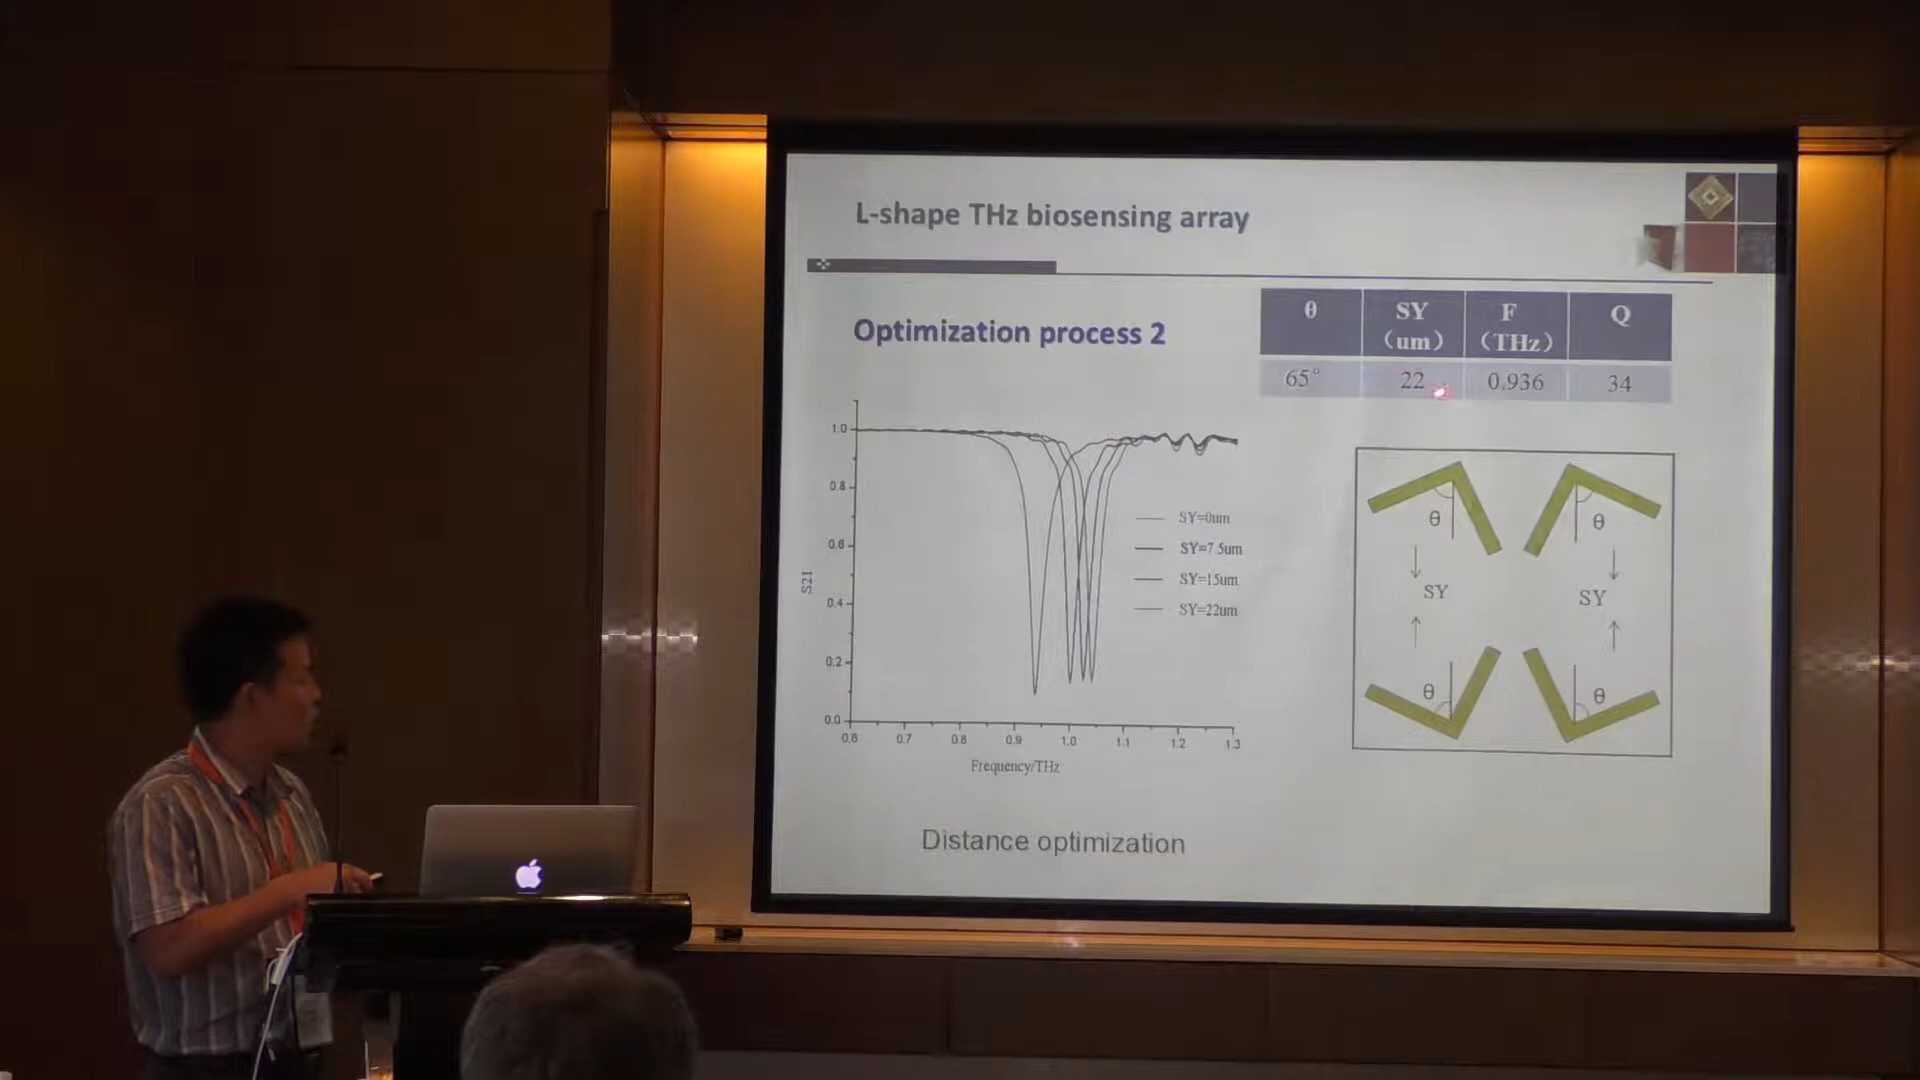 L-shape THz biosensing array
Optimization process 2
θ SY (um) F (THz) Q
65° 22 0.936 34
1.0
0.8
0.6
0.4
0.2
0.0
S21
0.6 0.7 0.8 0.9 1.0 1.1 1.2 1.3
Frequency/THz
SY=0um
SY=7.5um
SY=15um
SY=22um
θ θ
SY SY
θ θ
Distance optimization